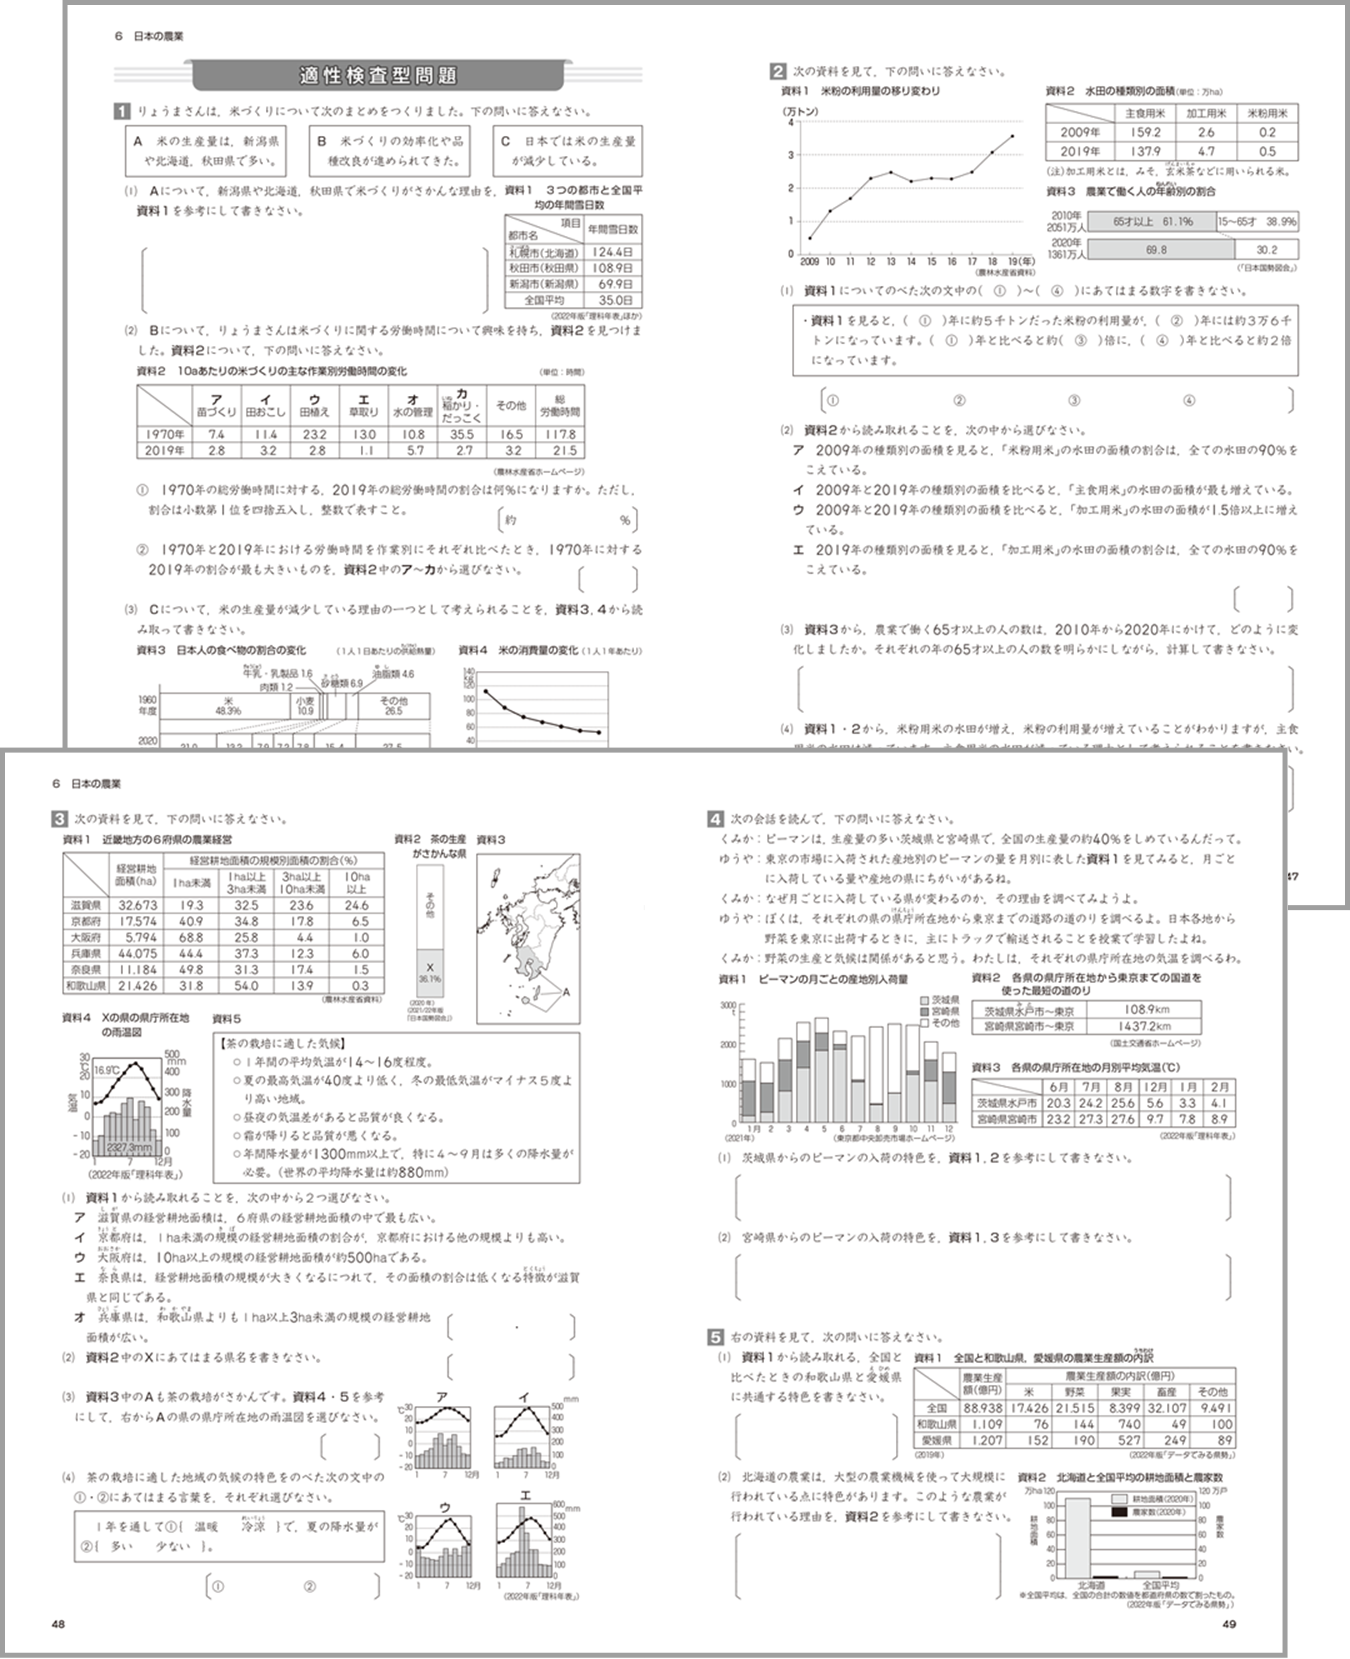 6　日本の農業
適性検査型問題
1 りょうまさんは，米づくりについて次のまとめをつくりました。下の問いに答えなさい。
A　米の生産量は，新潟県や北海道，秋田県で多い。
B　米づくりの効率化や品種改良が進められてきた。
C　日本では米の生産量が減少している。
(1)　Aについて，新潟県や北海道，秋田県で米づくりがさかんな理由を，
資料1を参考にして書きなさい。
資料1　3つの都市と全国平均の年間雪日数
都市名　項目　年間雪日数
札幌市(北海道)　124.4日
秋田市(秋田県)　108.9日
新潟市(新潟県)　69.9日
全国平均　35.0日
(2022年版「理科年表」ほか)
(2)　Bについて，りょうまさんは米づくりに関する労働時間について興味を持ち，資料2を見つけま
した。資料2について，下の問いに答えなさい。
資料2　10aあたりの米づくりの主な作業別労働時間の変化　(単位：時間)
ア 苗づくり　イ 田おこし　ウ 田植え　エ 草取り　オ 水の管理　カ 稲かり・だっこく　その他　総労働時間
1970年　7.4　11.4　23.2　13.0　10.8　35.5　16.5　117.8
2019年　2.8　3.2　2.8　1.1　5.7　2.7　3.2　21.5
(農林水産省ホームページ)
①　1970年の総労働時間に対する，2019年の総労働時間の割合は何％になりますか。ただし，
割合は小数第1位を四捨五入し，整数で表すこと。
約　％
②　1970年と2019年における労働時間を作業別にそれぞれ比べたとき，1970年に対する
2019年の割合が最も大きいものを，資料2中のア〜カから選びなさい。
(3)　Cについて，米の生産量が減少している理由の一つとして考えられることを，資料3，4から読
み取って書きなさい。
資料3　日本人の食べ物の割合の変化　(1人1日あたりの供給熱量)
牛乳・乳製品 1.6　油脂類 4.6
肉類 1.2　砂糖類 6.9
1960年度　米 48.3%　小麦 10.9　その他 26.5
2020
資料4　米の消費量の変化 (1人1年あたり)
140
kg
120
100
80
60
40
2 次の資料を見て，下の問いに答えなさい。
資料1　米粉の利用量の移り変わり
(万トン)
4
3
2
1
0
2009 10 11 12 13 14 15 16 17 18 19(年)
(農林水産省資料)
資料2　水田の種類別の面積(単位：万ha)
主食用米　加工用米　米粉用米
2009年　159.2　2.6　0.2
2019年　137.9　4.7　0.5
(注)加工用米とは，みそ，玄米茶などに用いられる米。
資料3　農業で働く人の年齢別の割合
2010年 2051万人　65才以上 61.1%　15〜65才 38.9%
2020年 1361万人　69.8　30.2
(「日本国勢図会」)
(1)　資料1についてのべた次の文中の(　①　)〜(　④　)にあてはまる数字を書きなさい。
・資料1を見ると，(　①　)年に約5千トンだった米粉の利用量が，(　②　)年には約3万6千
トンになっています。(　①　)年と比べると約(　③　)倍に，(　④　)年と比べると約2倍
になっています。
①　②　③　④
(2)　資料2から読み取れることを，次の中から選びなさい。
ア　2009年の種類別の面積を見ると，「米粉用米」の水田の面積の割合は，全ての水田の90％を
こえている。
イ　2009年と2019年の種類別の面積を比べると，「主食用米」の水田の面積が最も増えている。
ウ　2009年と2019年の種類別の面積を比べると，「加工用米」の水田の面積が1.5倍以上に増え
ている。
エ　2019年の種類別の面積を見ると，「加工用米」の水田の面積の割合は，全ての水田の90％を
こえている。
(3)　資料3から，農業で働く65才以上の人の数は，2010年から2020年にかけて，どのように変
化しましたか。それぞれの年の65才以上の人の数を明らかにしながら，計算して書きなさい。
(4)　資料1・2から，米粉用米の水田が増え，米粉の利用量が増えていることがわかりますが，主食
47
6　日本の農業
3 次の資料を見て，下の問いに答えなさい。
資料1　近畿地方の6府県の農業経営
経営耕地面積(ha)　経営耕地面積の規模別面積の割合(％)
1ha未満　1ha以上3ha未満　3ha以上10ha未満　10ha以上
滋賀県　32,673　19.3　32.5　23.6　24.6
京都府　17,574　40.9　34.8　17.8　6.5
大阪府　5,794　68.8　25.8　4.4　1.0
兵庫県　44,075　44.4　37.3　12.3　6.0
奈良県　11,184　49.8　31.3　17.4　1.5
和歌山県　21,426　31.8　54.0　13.9　0.3
(農林水産省資料)
資料2　茶の生産がさかんな県
その他
X
36.1%
(2020年)
(2021/22年版「日本国勢図会」)
資料3
A
資料4　Xの県の県庁所在地の雨温図
16.9℃
30 ℃ 20 10 0 -10 -20
気温
500 mm 400 300 200 100 0
降水量
2327.3mm
1　7　12月
(2022年版「理科年表」)
資料5
【茶の栽培に適した気候】
○1年間の平均気温が14〜16度程度。
○夏の最高気温が40度より低く，冬の最低気温がマイナス5度よ
り高い地域。
○昼夜の気温差があると品質が良くなる。
○霜が降りると品質が悪くなる。
○年間降水量が1300mm以上で，特に4〜9月は多くの降水量が
必要。(世界の平均降水量は約880mm)
(1)　資料1から読み取れることを，次の中から2つ選びなさい。
ア　滋賀県の経営耕地面積は，6府県の経営耕地面積の中で最も広い。
イ　京都府は，1ha未満の規模の経営耕地面積の割合が，京都府における他の規模よりも高い。
ウ　大阪府は，10ha以上の規模の経営耕地面積が約500haである。
エ　奈良県は，経営耕地面積の規模が大きくなるにつれて，その面積の割合は低くなる特徴が滋賀
県と同じである。
オ　兵庫県は，和歌山県よりも1ha以上3ha未満の規模の経営耕地
面積が広い。
(2)　資料2中のXにあてはまる県名を書きなさい。
(3)　資料3中のAも茶の栽培がさかんです。資料4・5を参考
にして，右からAの県の県庁所在地の雨温図を選びなさい。
(4)　茶の栽培に適した地域の気候の特色をのべた次の文中の
①・②にあてはまる言葉を，それぞれ選びなさい。
1年を通して①{　温暖　冷涼　}で，夏の降水量が
②{　多い　少ない　}。
①　②
ア　イ
℃30 20 10 0 -10 -20
mm 500 400 300 200 100 0
1　7　12月　1　7　12月
ウ　エ
℃30 20 10 0 -10 -20
600mm 500 400 300 200 100 0
1　7　12月　1　7　12月
(2022年版「理科年表」)
48
4 次の会話を読んで，下の問いに答えなさい。
くみか：ピーマンは，生産量の多い茨城県と宮崎県で，全国の生産量の約40％をしめているんだって。
ゆうや：東京の市場に入荷された産地別のピーマンの量を月別に表した資料1を見てみると，月ごと
に入荷している量や産地の県にちがいがあるね。
くみか：なぜ月ごとに入荷している県が変わるのか，その理由を調べてみようよ。
ゆうや：ぼくは，それぞれの県の県庁所在地から東京までの道路の道のりを調べるよ。日本各地から
野菜を東京に出荷するときに，主にトラックで輸送されることを授業で学習したよね。
くみか：野菜の生産と気候は関係があると思う。わたしは，それぞれの県庁所在地の気温を調べるわ。
資料1　ピーマンの月ごとの産地別入荷量
3000 t
2000
1000
0
茨城県
宮崎県
その他
1月 2 3 4 5 6 7 8 9 10 11 12
(2021年)　(東京都中央卸売市場ホームページ)
資料2　各県の県庁所在地から東京までの国道を使った最短の道のり
茨城県水戸市〜東京　108.9km
宮崎県宮崎市〜東京　1437.2km
(国土交通省ホームページ)
資料3　各県の県庁所在地の月別平均気温(℃)
6月　7月　8月　12月　1月　2月
茨城県水戸市　20.3　24.2　25.6　5.6　3.3　4.1
宮崎県宮崎市　23.2　27.3　27.6　9.7　7.8　8.9
(2022年版「理科年表」)
(1)　茨城県からのピーマンの入荷の特色を，資料1，2を参考にして書きなさい。
(2)　宮崎県からのピーマンの入荷の特色を，資料1，3を参考にして書きなさい。
5 右の資料を見て，次の問いに答えなさい。
(1)　資料1から読み取れる，全国と
比べたときの和歌山県と愛媛県
に共通する特色を書きなさい。
資料1　全国と和歌山県，愛媛県の農業生産額の内訳
農業生産額(億円)　農業生産額の内訳(億円)
米　野菜　果実　畜産　その他
全国　88,938　17,426　21,515　8,399　32,107　9,491
和歌山県　1,109　76　144　740　49　100
愛媛県　1,207　152　190　527　249　89
(2019年)　(2022年版「データでみる県勢」)
(2)　北海道の農業は，大型の農業機械を使って大規模に
行われている点に特色があります。このような農業が
行われている理由を，資料2を参考にして書きなさい。
資料2　北海道と全国平均の耕地面積と農家数
万ha 120 100 80 60 40 20 0
耕地面積
120 万戸 100 80 60 40 20 0
農家数
耕地面積(2020年)
農家数(2020年)
北海道　全国平均
※全国平均は，全国の合計の数値を都道府県の数で割ったもの。
(2022年版「データでみる県勢」)
49